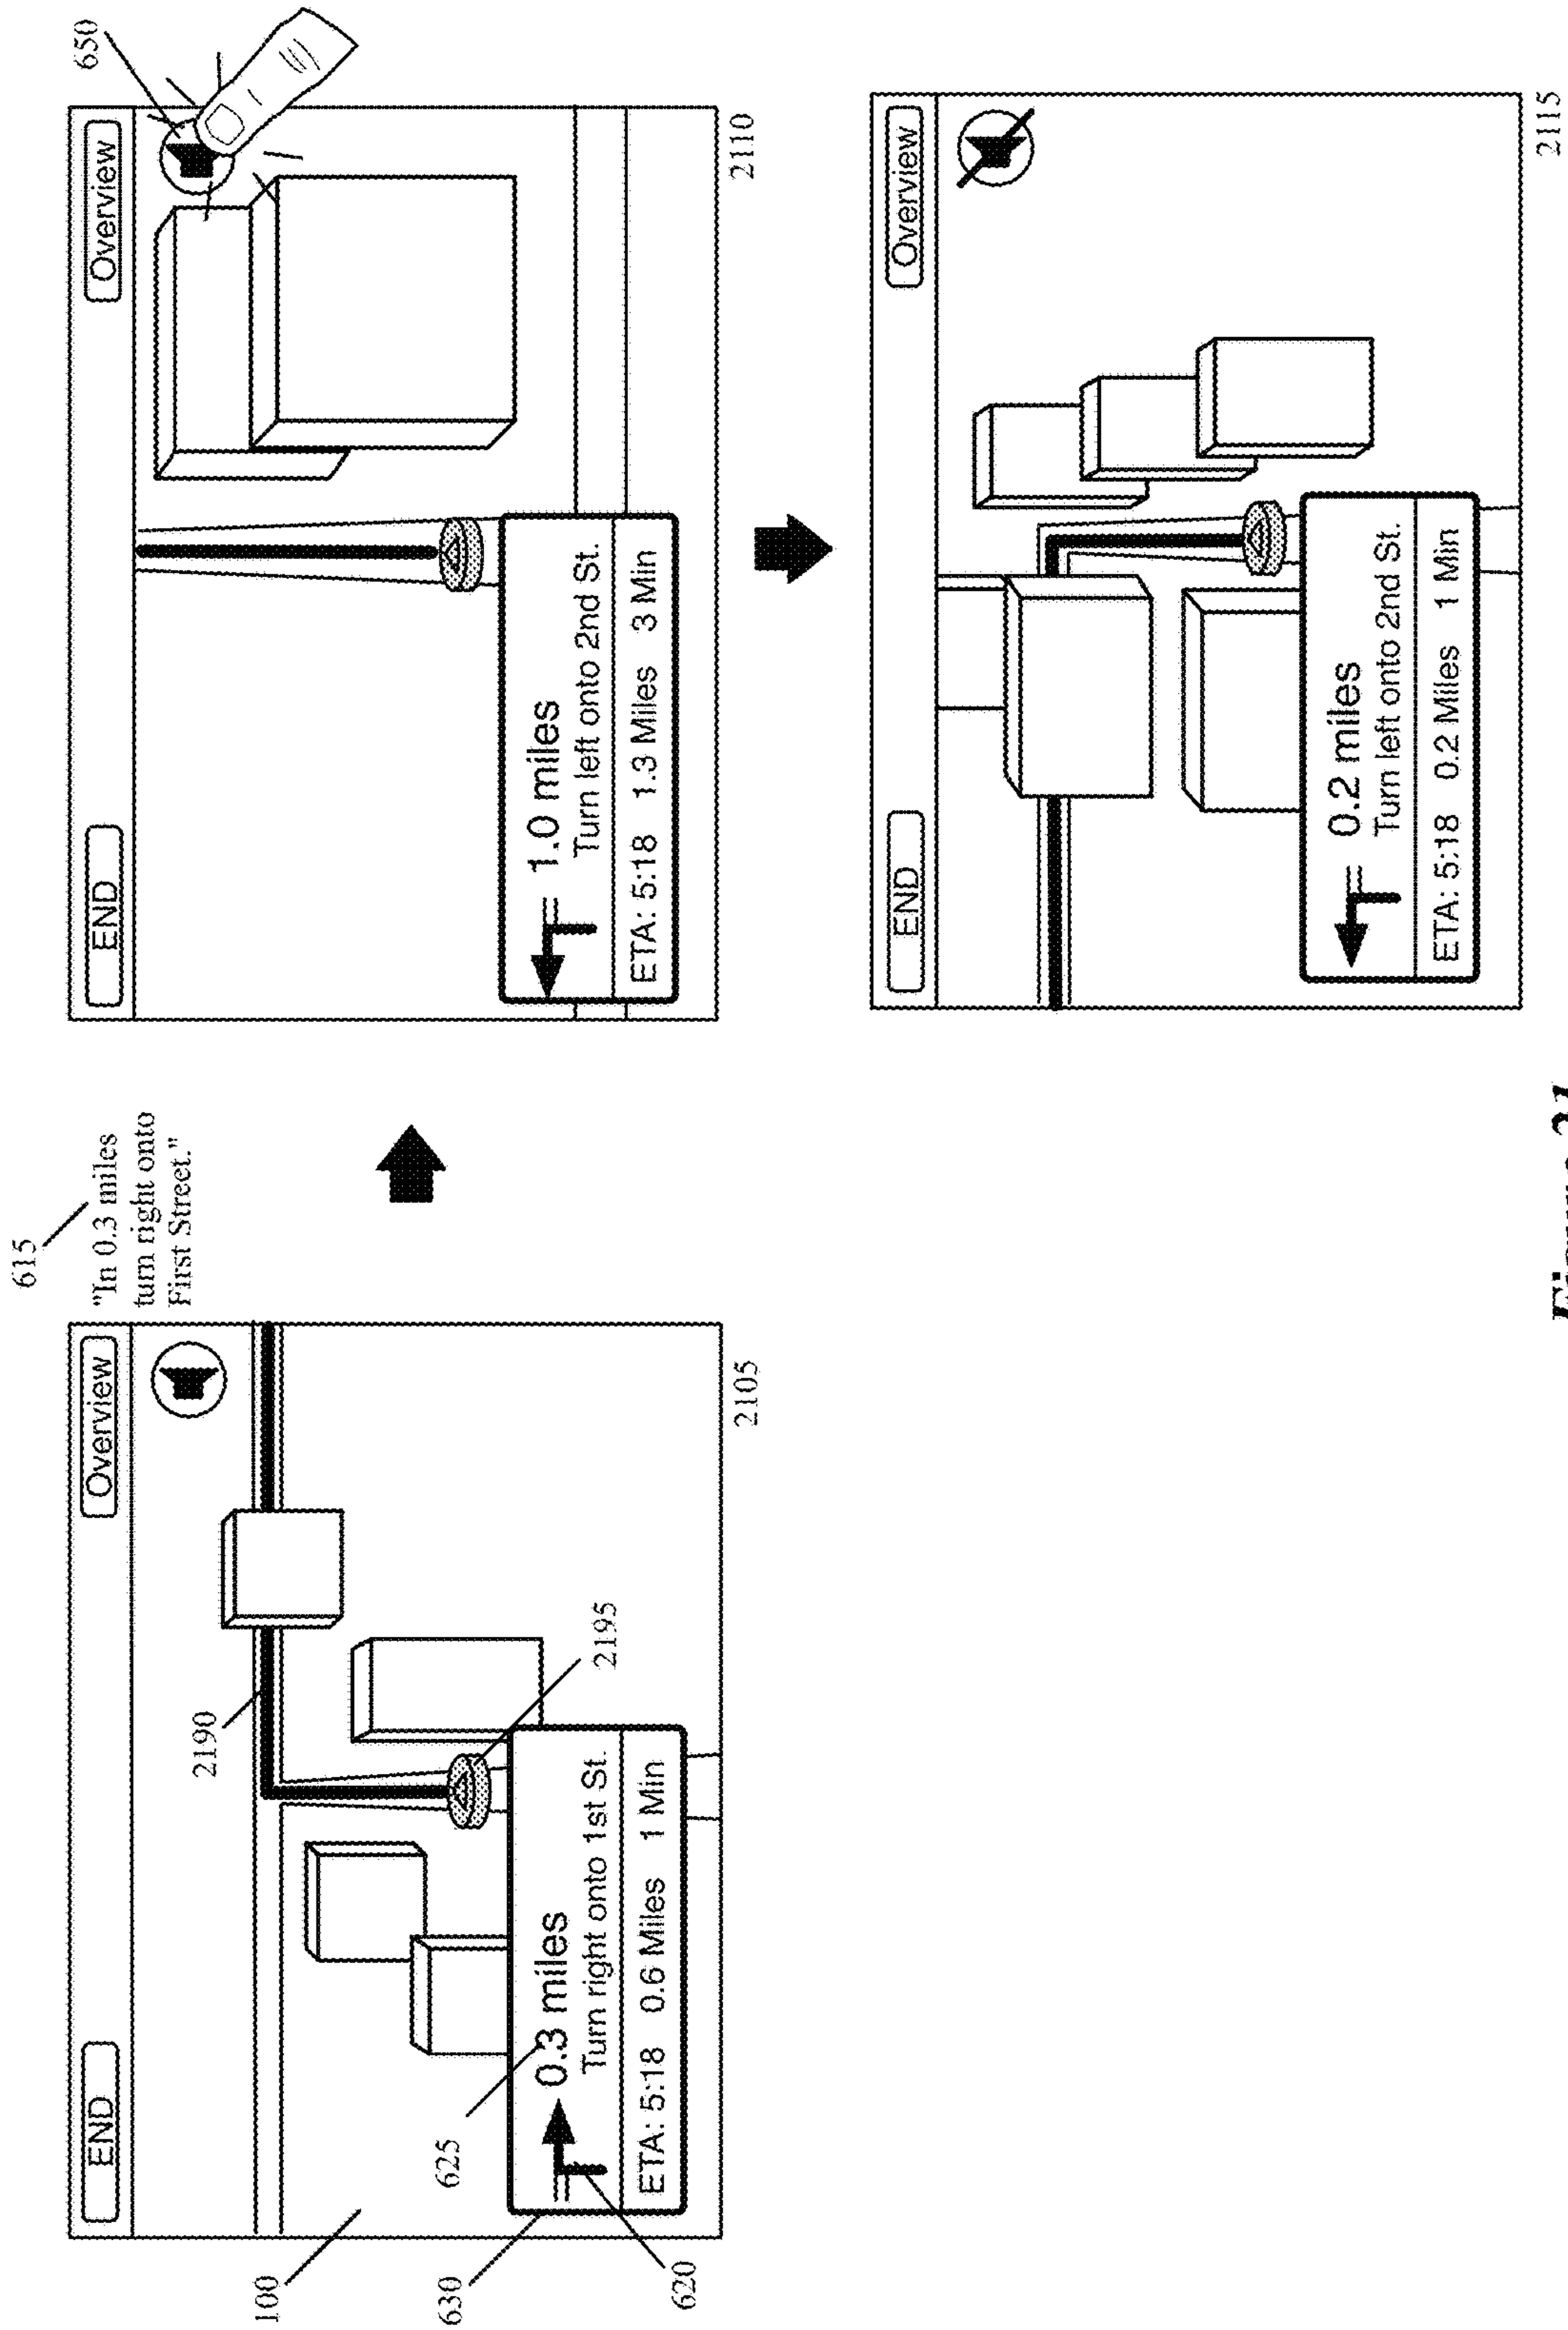 615
"In 0.3 miles
turn right onto
First Street."
END
Overview
2190
2195
625
0.3 miles
Turn right onto 1st St.
ETA: 5:18 0.6 Miles 1 Min
100
630
620
2105
650
END
Overview
1.0 miles
Turn left onto 2nd St.
ETA: 5:18 1.3 Miles 3 Min
2110
END
Overview
0.2 miles
Turn left onto 2nd St.
ETA: 5:18 0.2 Miles 1 Min
2115
Figure 21